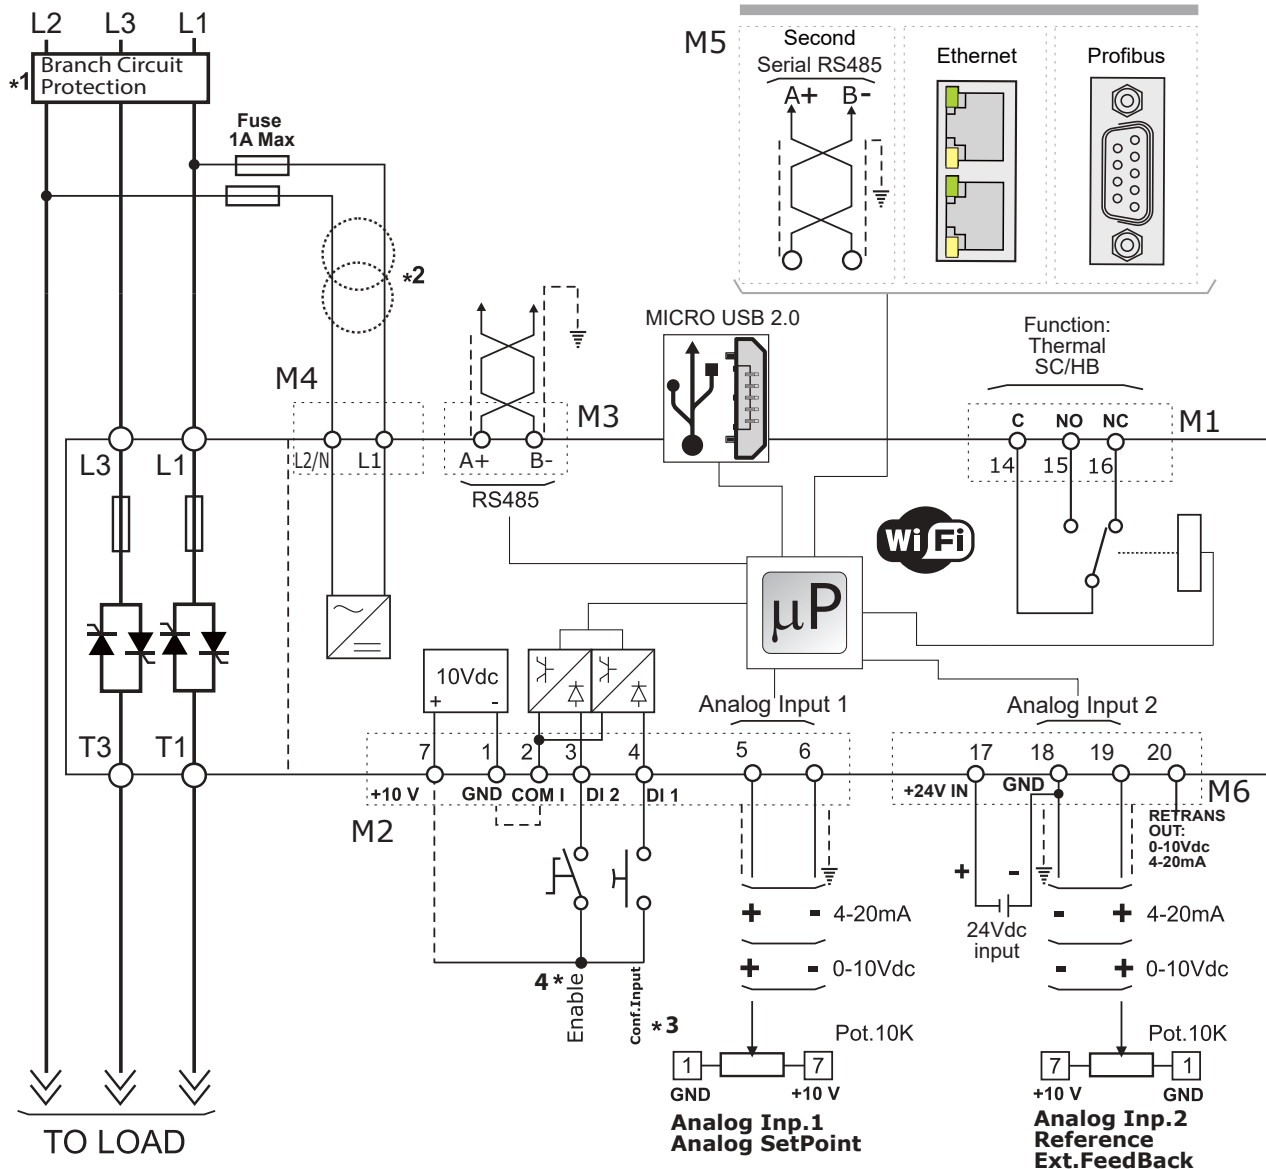 L2 L3 L1
*1
Branch Circuit
Protection
Fuse
1A Max
*2
M5
Second
Serial RS485
A+ B-
Ethernet
Profibus
MICRO USB 2.0
Function:
Thermal
SC/HB
M4
M3
M1
C NO NC
14 15 16
L3 L1
L2/N L1
A+ B-
RS485
Wi Fi
µP
10Vdc
+ -
Analog Input 1
Analog Input 2
T3 T1
7 1 2 3 4 5 6
17 18 19 20
+10 V GND COM I DI 2 DI 1
+24V IN GND
M2
M6
RETRANS
OUT:
0-10Vdc
4-20mA
+ -
24Vdc
input
+ - 4-20mA
- + 4-20mA
+ - 0-10Vdc
- + 0-10Vdc
4*
Enable
Conf.Input
*3
Pot.10K
1 7
GND +10 V
Analog Inp.1
Analog SetPoint
Pot.10K
7 1
+10 V GND
Analog Inp.2
Reference
Ext.FeedBack
TO LOAD